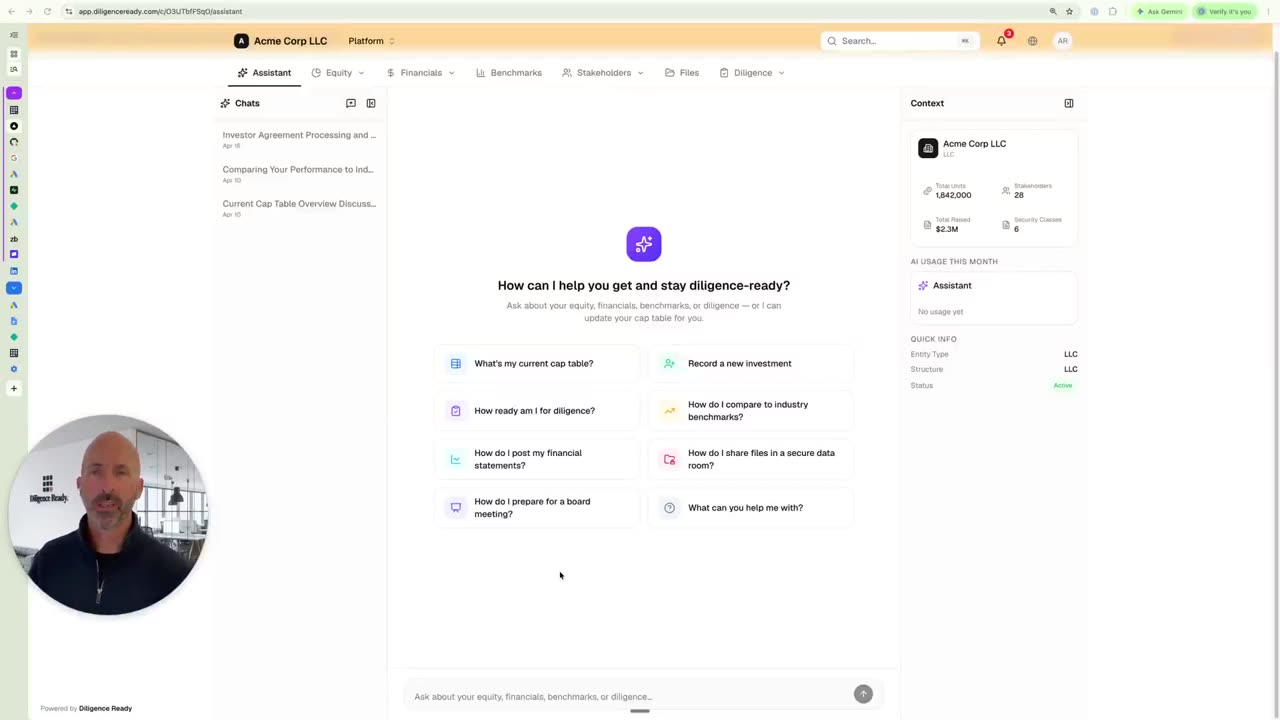 app.diligenceready.com/c/O3UTbfFSqO/assistant
Ask Gemini
Verify it's you
A
Acme Corp LLC
Platform
Search...
⌘K
3
AR
Assistant
Equity
Financials
Benchmarks
Stakeholders
Files
Diligence
Chats
Investor Agreement Processing and ...
Apr 16
Comparing Your Performance to Ind...
Apr 10
Current Cap Table Overview Discuss...
Apr 10
zb
Diligence Ready.
How can I help you get and stay diligence-ready?
Ask about your equity, financials, benchmarks, or diligence — or I can
update your cap table for you.
What's my current cap table?
Record a new investment
How ready am I for diligence?
How do I compare to industry
benchmarks?
How do I post my financial
statements?
How do I share files in a secure data
room?
How do I prepare for a board
meeting?
What can you help me with?
Ask about your equity, financials, benchmarks, or diligence...
Context
Acme Corp LLC
LLC
Total Units
1,842,000
Stakeholders
28
Total Raised
$2.3M
Security Classes
6
AI USAGE THIS MONTH
Assistant
No usage yet
QUICK INFO
Entity Type
LLC
Structure
LLC
Status
Active
Powered by Diligence Ready